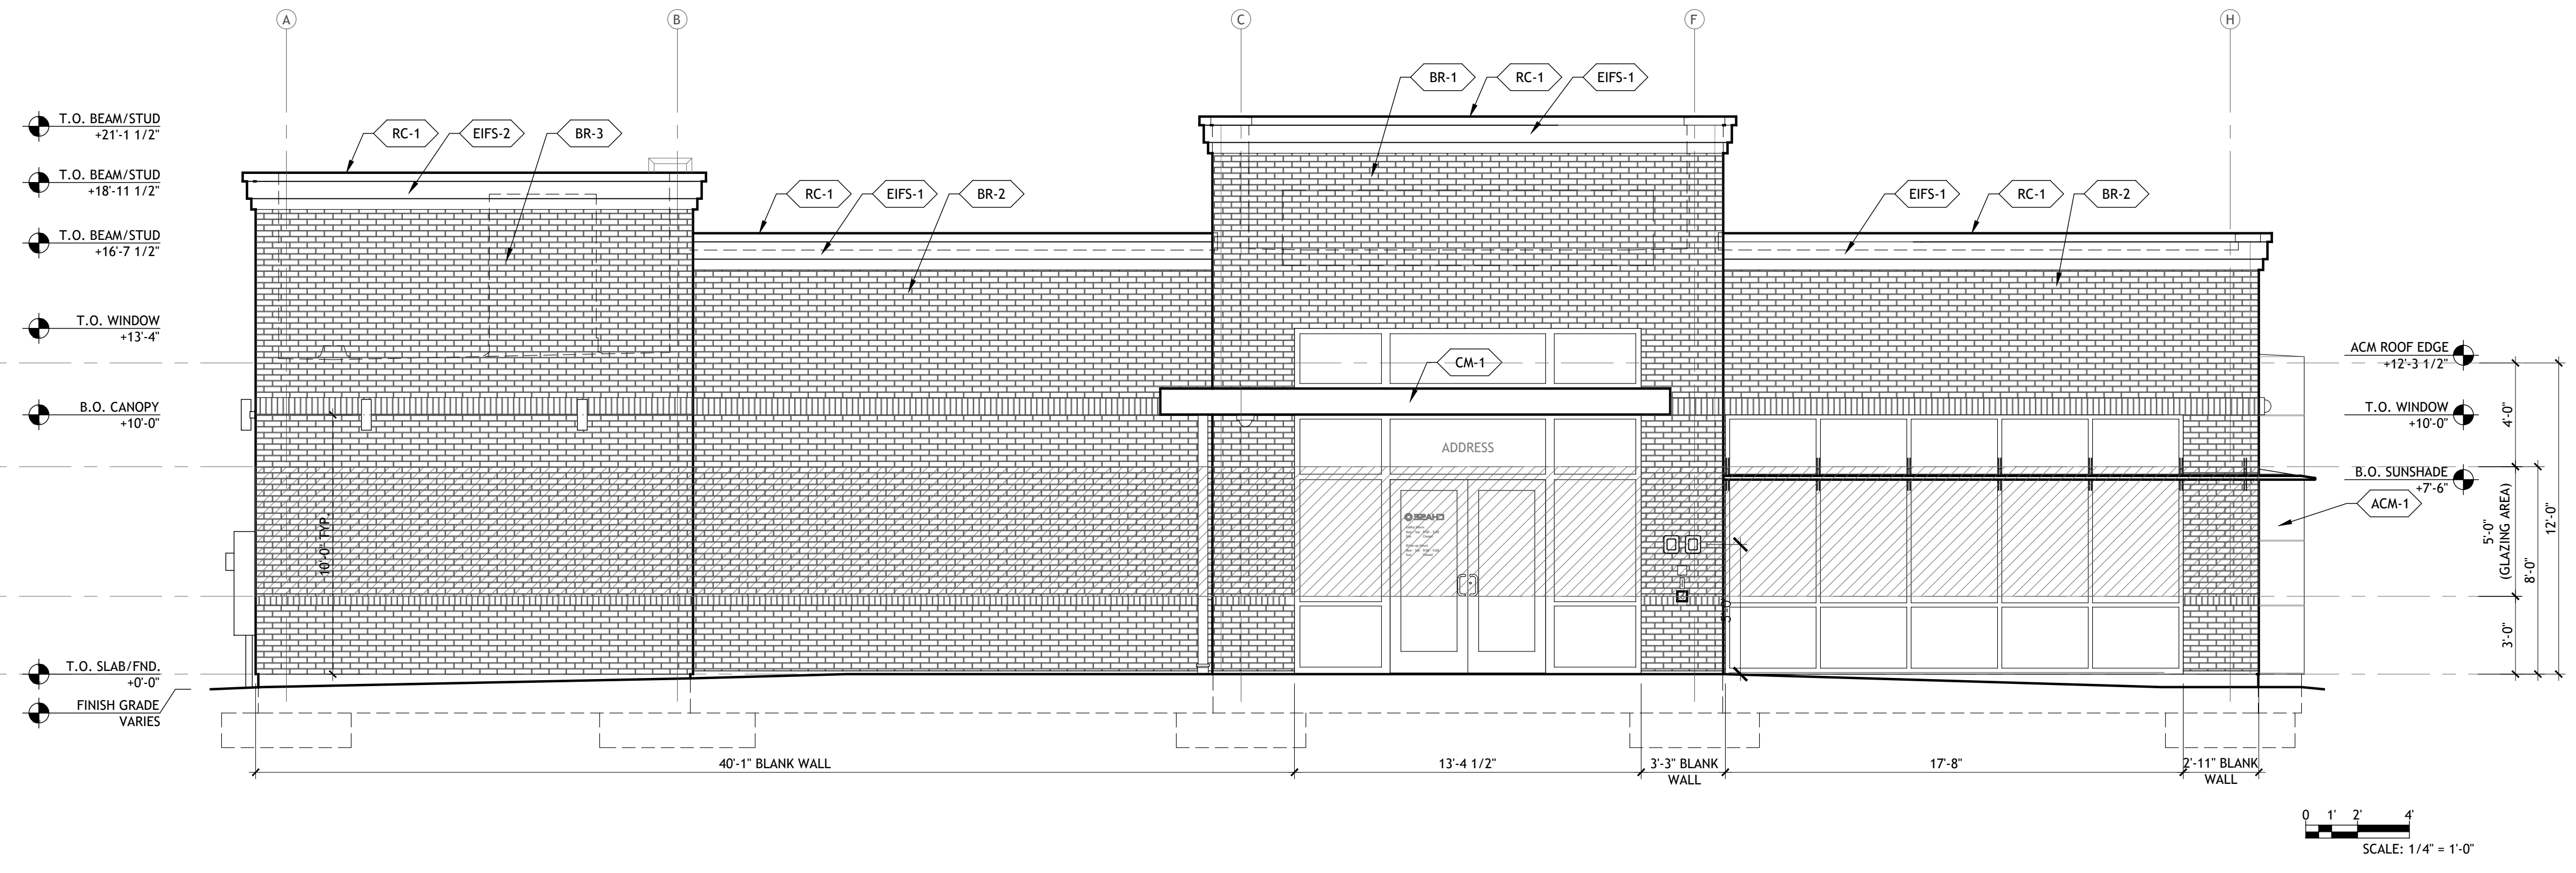 A
B
C
F
H
T.O. BEAM/STUD
+21'-1 1/2"
T.O. BEAM/STUD
+18'-11 1/2"
T.O. BEAM/STUD
+16'-7 1/2"
T.O. WINDOW
+13'-4"
B.O. CANOPY
+10'-0"
T.O. SLAB/FND.
+0'-0"
FINISH GRADE
VARIES
RC-1
EIFS-2
BR-3
RC-1
EIFS-1
BR-2
BR-1
RC-1
EIFS-1
EIFS-1
RC-1
BR-2
CM-1
ADDRESS
CHASE
10'-0" TYP.
ACM ROOF EDGE
+12'-3 1/2"
T.O. WINDOW
+10'-0"
B.O. SUNSHADE
+7'-6"
ACM-1
4'-0"
5'-0"
(GLAZING AREA)
3'-0"
8'-0"
12'-0"
40'-1" BLANK WALL
13'-4 1/2"
3'-3" BLANK
WALL
17'-8"
2'-11" BLANK
WALL
0 1' 2' 4'
SCALE: 1/4" = 1'-0"